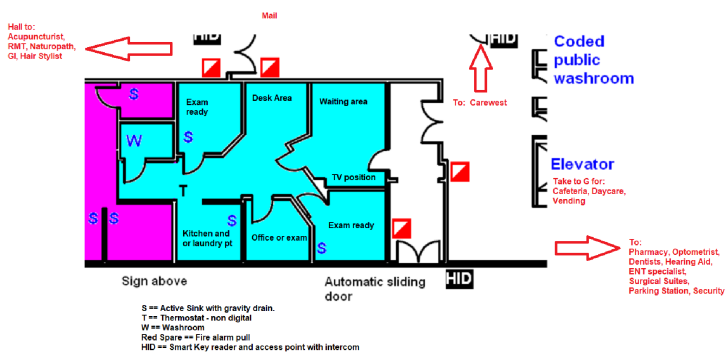 Mail
Hall to:
Acupuncturist,
RMT, Naturopath,
GI, Hair Stylist
HID
HID
Coded
public
washroom
To: Carewest
S
Exam
ready
Desk Area
Waiting area
S
W
Elevator
Take to G for:
Cafeteria, Daycare,
Vending
TV position
T
S
S
Kitchen and
or laundry pt
S
Office or exam
Exam ready
S
To:
Pharmacy, Optometrist,
Dentists, Hearing Aid,
ENT specialist,
Surgical Suites,
Parking Station, Security
Sign above
Automatic sliding
door
HID
S == Active Sink with gravity drain.
T == Thermostat - non digital
W == Washroom
Red Spare == Fire alarm pull
HID == Smart Key reader and access point with intercom